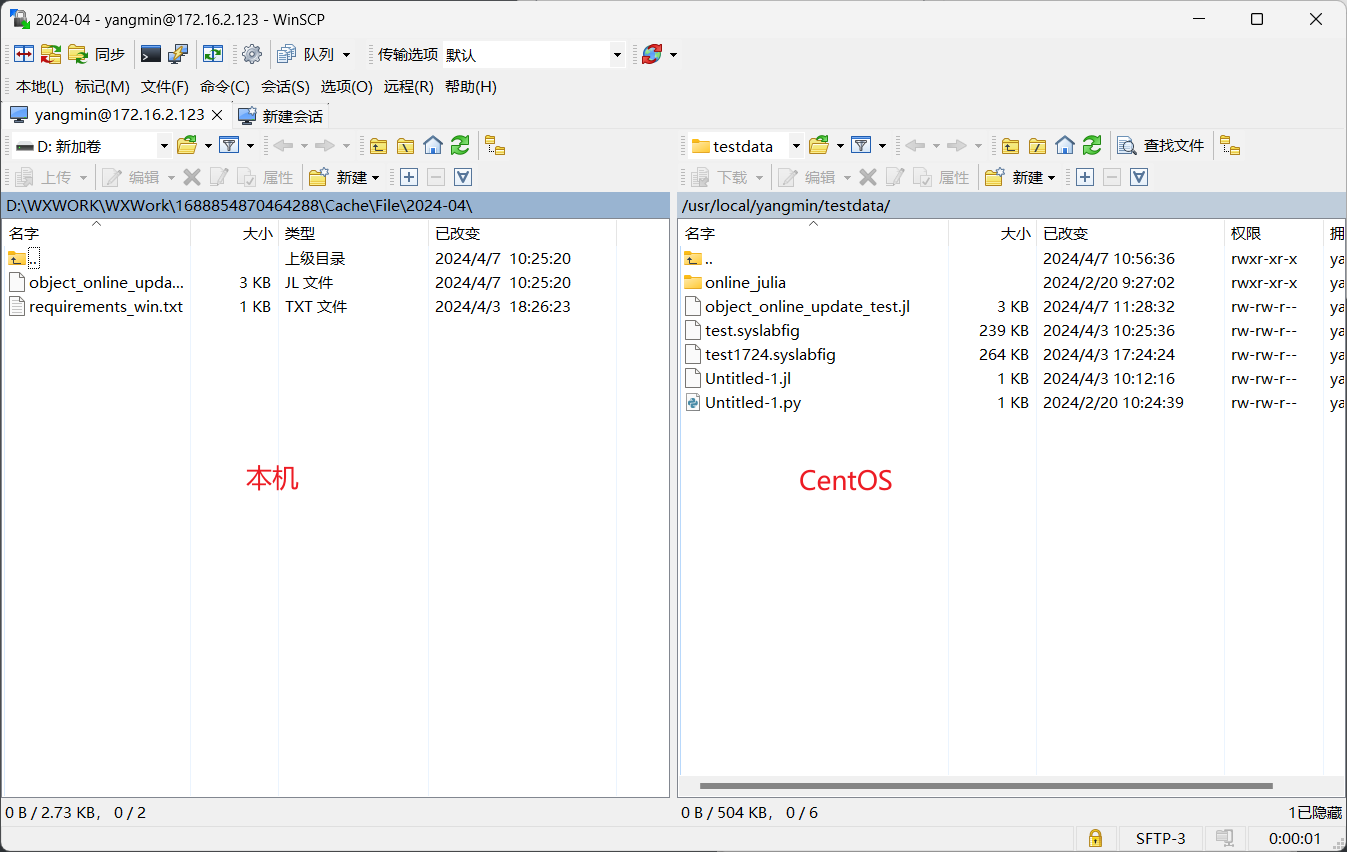 2024-04 - yangmin@172.16.2.123 - WinSCP
同步 队列 传输选项 默认
本地(L) 标记(M) 文件(F) 命令(C) 会话(S) 选项(O) 远程(R) 帮助(H)
yangmin@172.16.2.123 新建会话
D: 新加卷
上传 编辑 属性 新建
D:\WXWORK\WXWork\1688854870464288\Cache\File\2024-04\
名字 大小 类型 已改变
.. 上级目录 2024/4/7 10:25:20
object_online_upda... 3 KB JL 文件 2024/4/7 10:25:20
requirements_win.txt 1 KB TXT 文件 2024/4/3 18:26:23
本机
0 B / 2.73 KB, 0 / 2
testdata 查找文件
下载 编辑 属性 新建
/usr/local/yangmin/testdata/
名字 大小 已改变 权限 拥
.. 2024/4/7 10:56:36 rwxr-xr-x ya
online_julia 2024/2/20 9:27:02 rwxr-xr-x ya
object_online_update_test.jl 3 KB 2024/4/7 11:28:32 rw-rw-r-- ya
test.syslabfig 239 KB 2024/4/3 10:25:36 rw-rw-r-- ya
test1724.syslabfig 264 KB 2024/4/3 17:24:24 rw-rw-r-- ya
Untitled-1.jl 1 KB 2024/4/3 10:12:16 rw-rw-r-- ya
Untitled-1.py 1 KB 2024/2/20 10:24:39 rw-rw-r-- ya
CentOS
0 B / 504 KB, 0 / 6 1已隐藏
SFTP-3 0:00:01